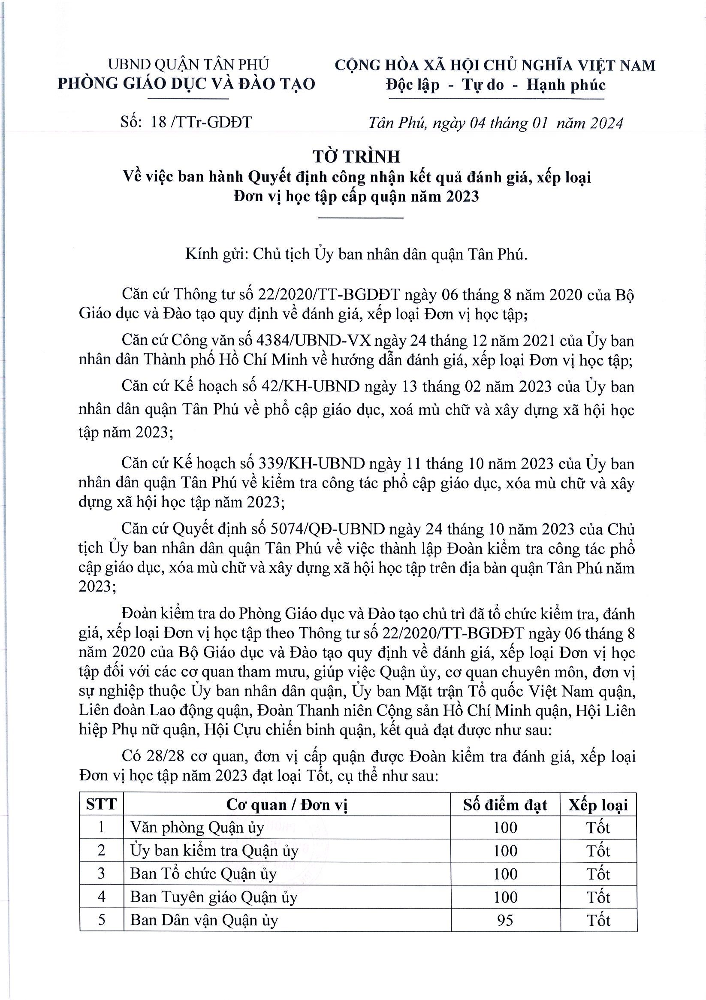 UBND QUẬN TÂN PHÚ
PHÒNG GIÁO DỤC VÀ ĐÀO TẠO
CỘNG HÒA XÃ HỘI CHỦ NGHĨA VIỆT NAM
Độc lập - Tự do - Hạnh phúc
Số: 18 /TTr-GDĐT
Tân Phú, ngày 04 tháng 01 năm 2024
TỜ TRÌNH
Về việc ban hành Quyết định công nhận kết quả đánh giá, xếp loại
Đơn vị học tập cấp quận năm 2023
Kính gửi: Chủ tịch Ủy ban nhân dân quận Tân Phú.
Căn cứ Thông tư số 22/2020/TT-BGDĐT ngày 06 tháng 8 năm 2020 của Bộ
Giáo dục và Đào tạo quy định về đánh giá, xếp loại Đơn vị học tập;
Căn cứ Công văn số 4384/UBND-VX ngày 24 tháng 12 năm 2021 của Ủy ban
nhân dân Thành phố Hồ Chí Minh về hướng dẫn đánh giá, xếp loại Đơn vị học tập;
Căn cứ Kế hoạch số 42/KH-UBND ngày 13 tháng 02 năm 2023 của Ủy ban
nhân dân quận Tân Phú về phổ cập giáo dục, xoá mù chữ và xây dựng xã hội học
tập năm 2023;
Căn cứ Kế hoạch số 339/KH-UBND ngày 11 tháng 10 năm 2023 của Ủy ban
nhân dân quận Tân Phú về kiểm tra công tác phổ cập giáo dục, xóa mù chữ và xây
dựng xã hội học tập năm 2023;
Căn cứ Quyết định số 5074/QĐ-UBND ngày 24 tháng 10 năm 2023 của Chủ
tịch Ủy ban nhân dân quận Tân Phú về việc thành lập Đoàn kiểm tra công tác phổ
cập giáo dục, xóa mù chữ và xây dựng xã hội học tập trên địa bàn quận Tân Phú năm
2023;
Đoàn kiểm tra do Phòng Giáo dục và Đào tạo chủ trì đã tổ chức kiểm tra, đánh
giá, xếp loại Đơn vị học tập theo Thông tư số 22/2020/TT-BGDĐT ngày 06 tháng 8
năm 2020 của Bộ Giáo dục và Đào tạo quy định về đánh giá, xếp loại Đơn vị học
tập đối với các cơ quan tham mưu, giúp việc Quận ủy, cơ quan chuyên môn, đơn vị
sự nghiệp thuộc Ủy ban nhân dân quận, Ủy ban Mặt trận Tổ quốc Việt Nam quận,
Liên đoàn Lao động quận, Đoàn Thanh niên Cộng sản Hồ Chí Minh quận, Hội Liên
hiệp Phụ nữ quận, Hội Cựu chiến binh quận, kết quả đạt được như sau:
Có 28/28 cơ quan, đơn vị cấp quận được Đoàn kiểm tra đánh giá, xếp loại
Đơn vị học tập năm 2023 đạt loại Tốt, cụ thể như sau:
STT Cơ quan / Đơn vị Số điểm đạt Xếp loại
1 Văn phòng Quận ủy 100 Tốt
2 Ủy ban kiểm tra Quận ủy 100 Tốt
3 Ban Tổ chức Quận ủy 100 Tốt
4 Ban Tuyên giáo Quận ủy 100 Tốt
5 Ban Dân vận Quận ủy 95 Tốt